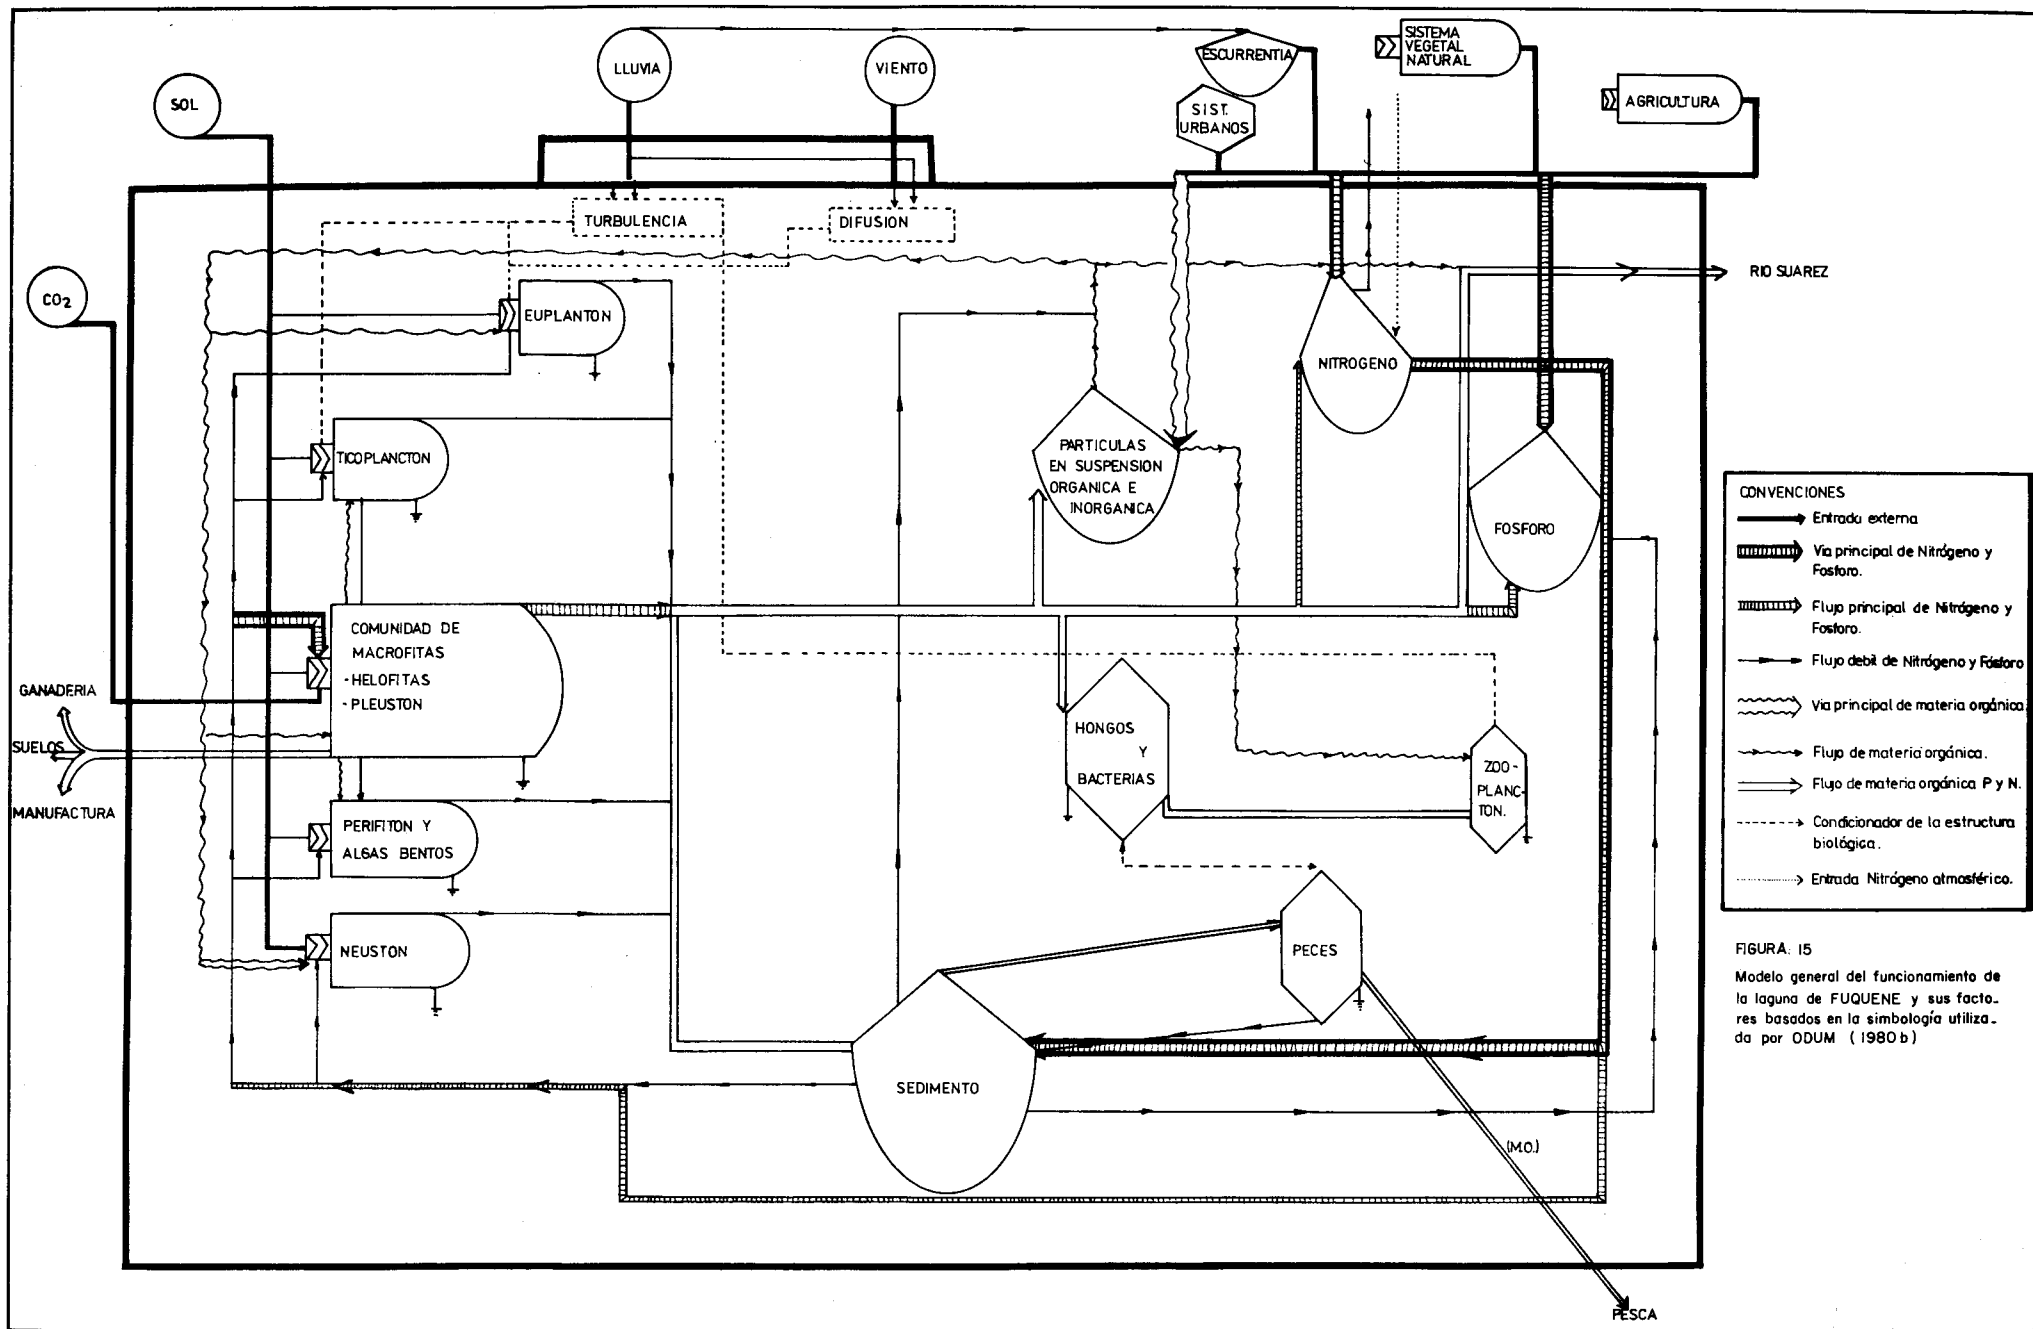 LLUVIA
VIENTO
ESCURRENTIA
SISTEMA
VEGETAL
NATURAL
SOL
SIST.
URBANOS
AGRICULTURA
TURBULENCIA
DIFUSION
CO2
RIO SUAREZ
EUPLANTON
NITROGENO
TICOPLANCTON
PARTICULAS
EN SUSPENSION
ORGANICA E
INORGANICA
FOSFORO
COMUNIDAD DE
MACROFITAS
-HELOFITAS
-PLEUSTON
GANADERIA
SUELOS
MANUFACTURA
HONGOS
Y
BACTERIAS
ZOO-
PLANC-
TON.
PERIFITON Y
ALGAS BENTOS
NEUSTON
PECES
SEDIMENTO
(M.O.)
PESCA
CONVENCIONES
Entrada externa
Via principal de Nitrógeno y
Fosforo.
Flujo principal de Nitrógeno y
Fosforo.
Flujo debil de Nitrógeno y Fósforo
Via principal de materia orgánica
Flujo de materia orgánica.
Flujo de materia orgánica P y N.
Condicionador de la estructura
biológica.
Entrada Nitrógeno atmosférico.
FIGURA: 15
Modelo general del funcionamiento de
la laguna de FUQUENE y sus facto-
res basados en la simbología utiliza-
da por ODUM (1980 b)